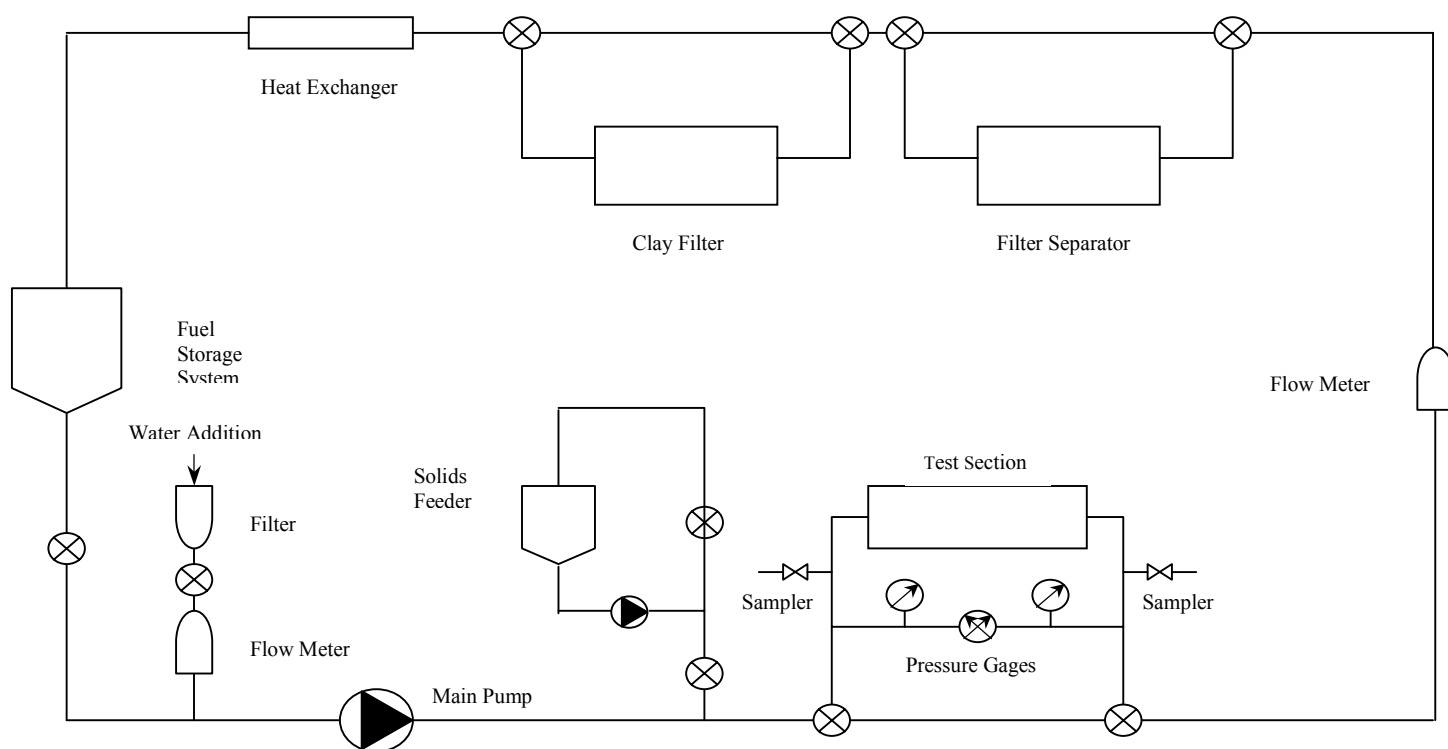 Heat Exchanger
Clay Filter
Filter Separator
Fuel
Storage
System
Flow Meter
Water Addition
Solids
Feeder
Test Section
Filter
Sampler
Sampler
Flow Meter
Pressure Gages
Main Pump